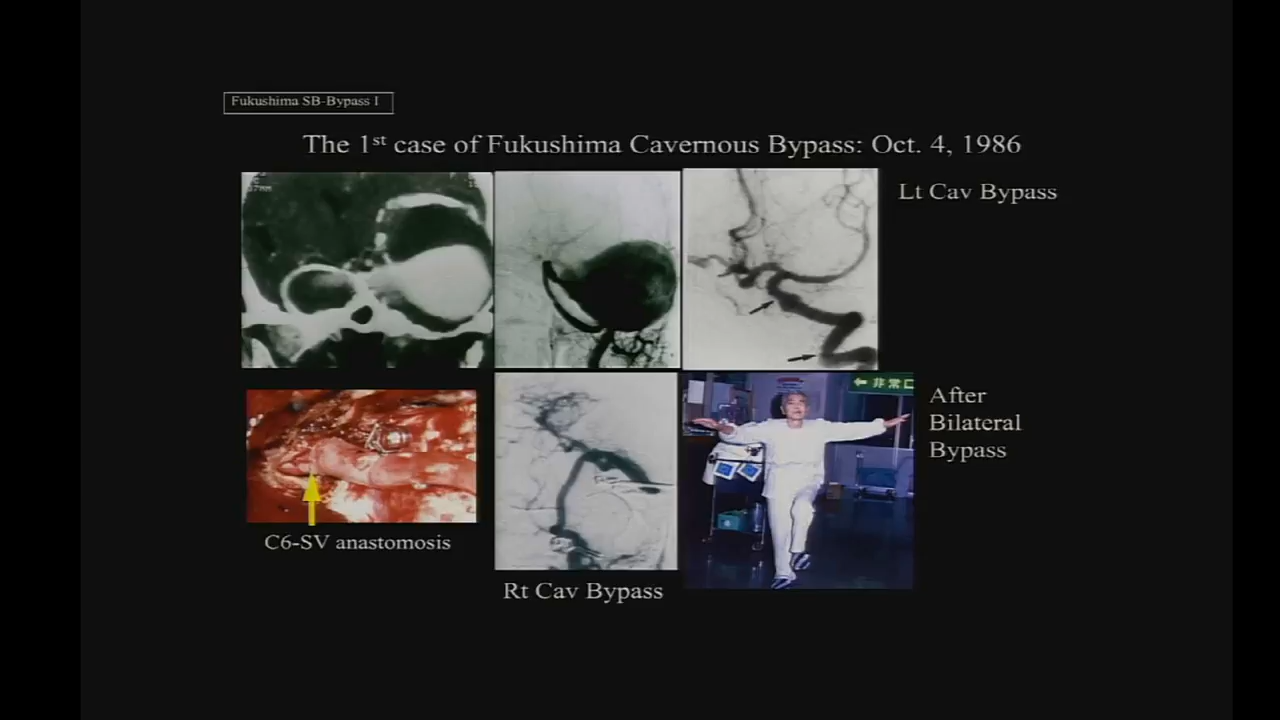 Fukushima SB-Bypass I
The 1st case of Fukushima Cavernous Bypass: Oct. 4, 1986
Lt Cav Bypass
← 非常口
After
Bilateral
Bypass
C6-SV anastomosis
Rt Cav Bypass